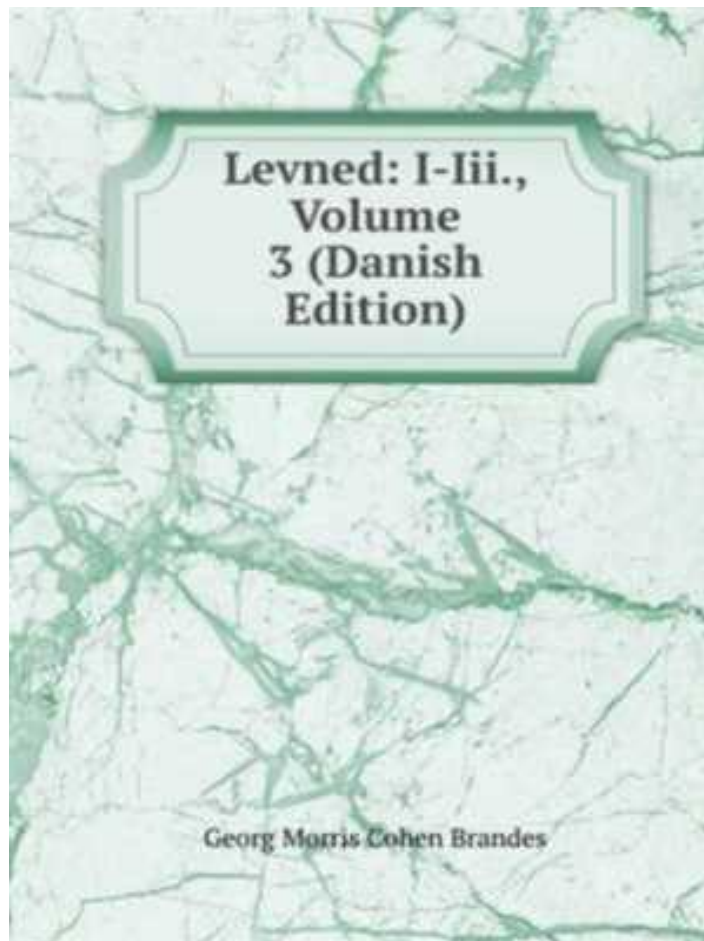 Levned: I-Iii.,
Volume
3 (Danish
Edition)
Georg Morris Cohen Brandes